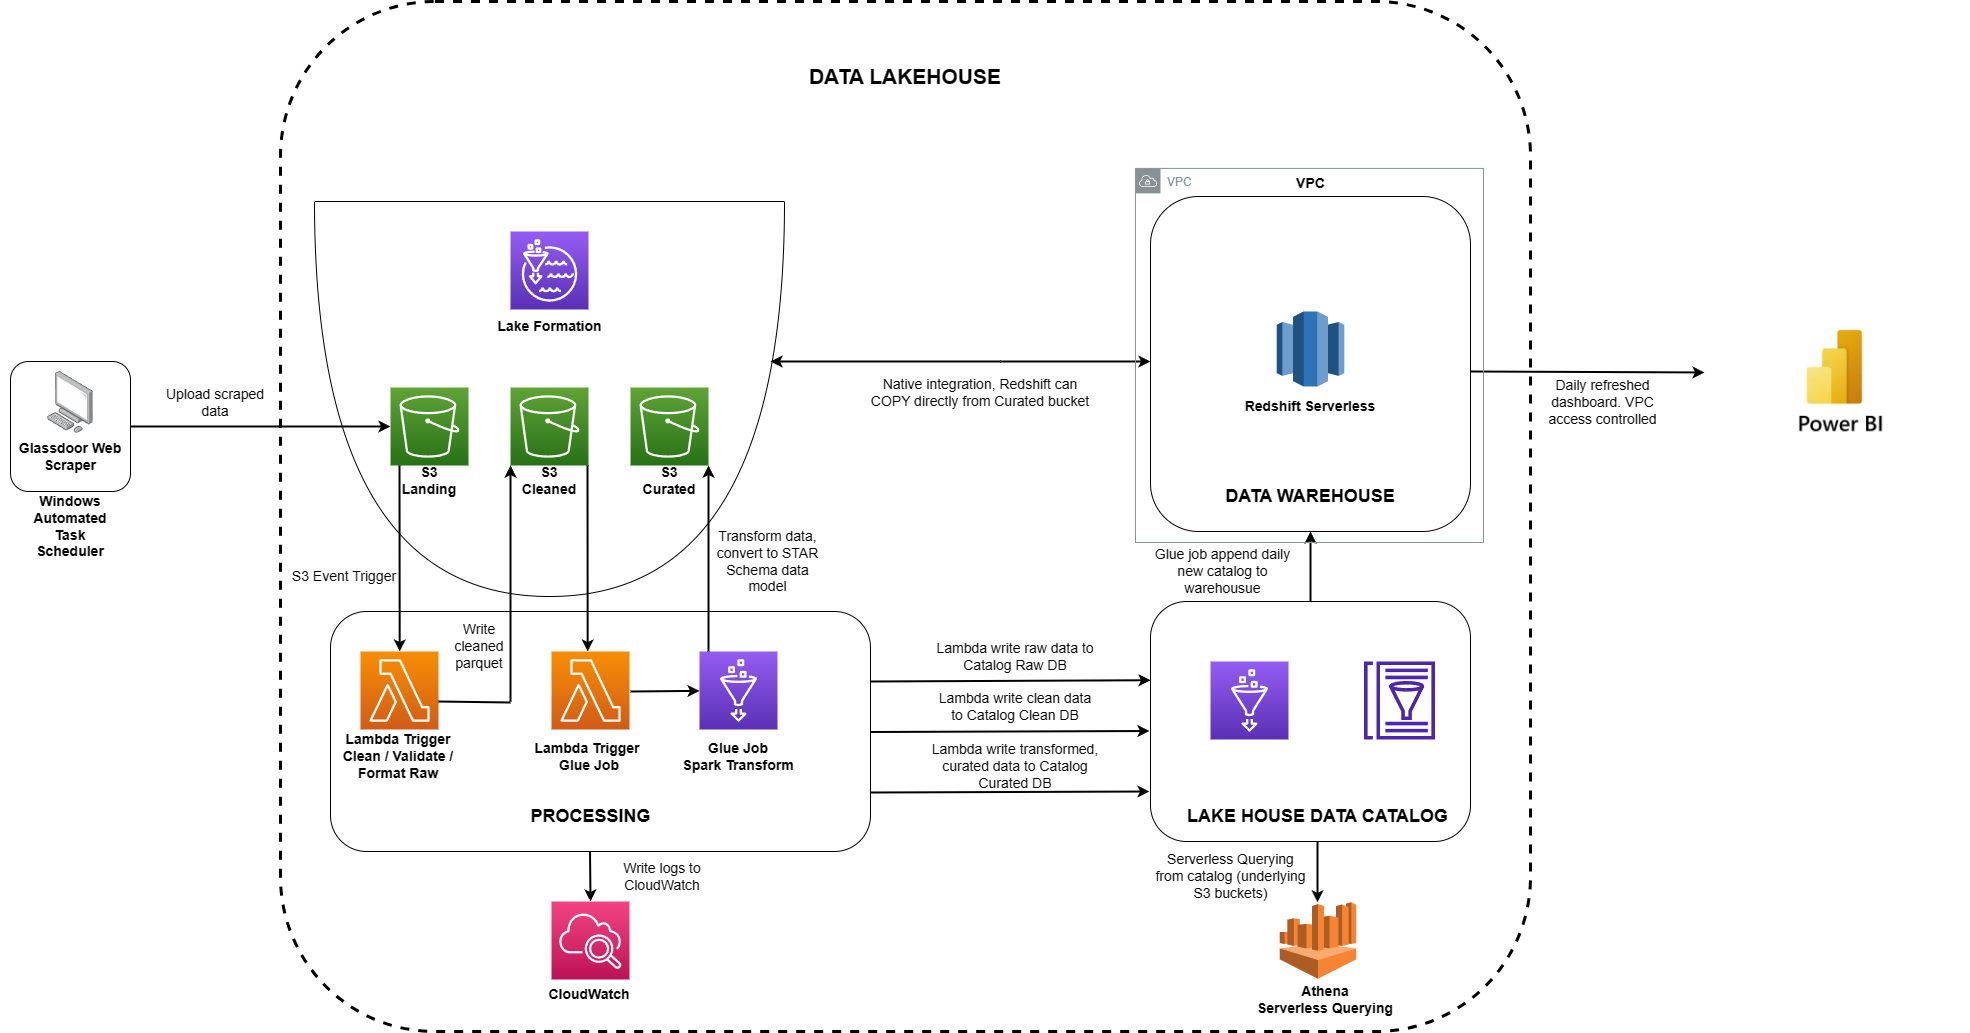 DATA LAKEHOUSE
VPC
VPC
Lake Formation
Glassdoor Web
Scraper
Windows
Automated
Task
Scheduler
Upload scraped
data
S3
Landing
S3
Cleaned
S3
Curated
Native integration, Redshift can
COPY directly from Curated bucket
Redshift Serverless
DATA WAREHOUSE
Daily refreshed
dashboard. VPC
access controlled
Power BI
S3 Event Trigger
Transform data,
convert to STAR
Schema data
model
Glue job append daily
new catalog to
warehousue
Write
cleaned
parquet
Lambda Trigger
Clean / Validate /
Format Raw
Lambda Trigger
Glue Job
Glue Job
Spark Transform
PROCESSING
Lambda write raw data to
Catalog Raw DB
Lambda write clean data
to Catalog Clean DB
Lambda write transformed,
curated data to Catalog
Curated DB
LAKE HOUSE DATA CATALOG
Write logs to
CloudWatch
CloudWatch
Serverless Querying
from catalog (underlying
S3 buckets)
Athena
Serverless Querying